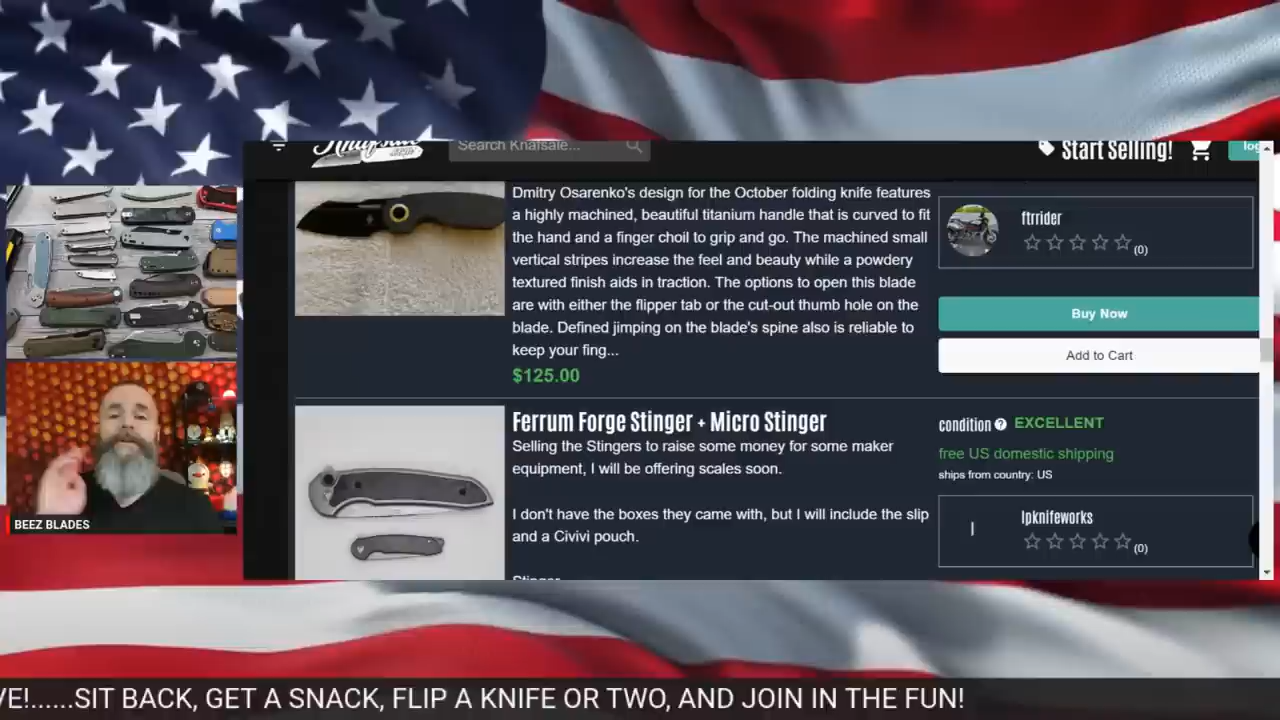 Knafsale
Search Knafsale...
Start Selling!
log
Dmitry Osarenko's design for the October folding knife features
a highly machined, beautiful titanium handle that is curved to fit
the hand and a finger choil to grip and go. The machined small
vertical stripes increase the feel and beauty while a powdery
textured finish aids in traction. The options to open this blade
are with either the flipper tab or the cut-out thumb hole on the
blade. Defined jimping on the blade's spine also is reliable to
keep your fing...
$125.00
ftrrider
(0)
Buy Now
Add to Cart
Ferrum Forge Stinger + Micro Stinger
Selling the Stingers to raise some money for some maker
equipment, I will be offering scales soon.
I don't have the boxes they came with, but I will include the slip
and a Civivi pouch.
Stinger
condition ? EXCELLENT
free US domestic shipping
ships from country: US
l
lpknifeworks
(0)
BEEZ BLADES
VE!......SIT BACK, GET A SNACK, FLIP A KNIFE OR TWO, AND JOIN IN THE FUN!